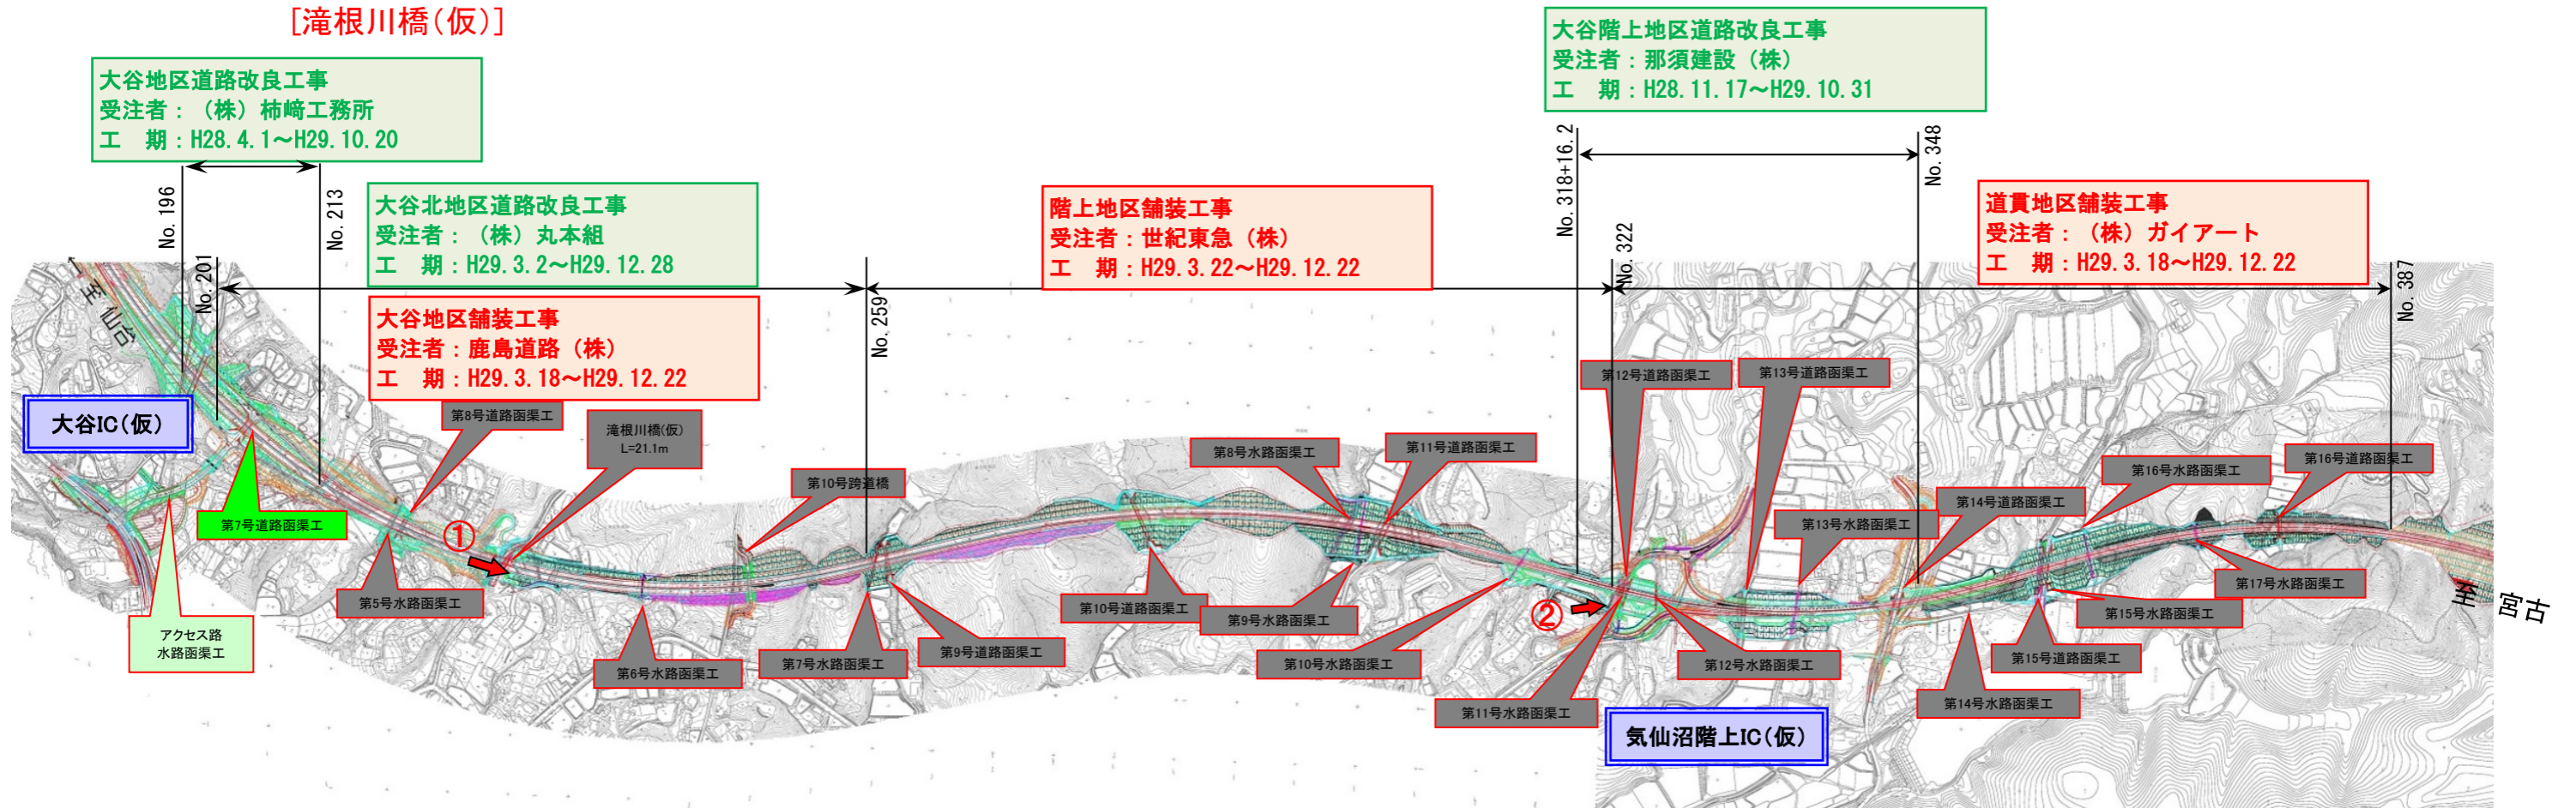 [滝根川橋(仮)]
大谷地区道路改良工事
受注者：（株）柿﨑工務所
工　期：H28.4.1～H29.10.20
大谷階上地区道路改良工事
受注者：那須建設（株）
工　期：H28.11.17～H29.10.31
No.196
No.213
No.201
大谷北地区道路改良工事
受注者：（株）丸本組
工　期：H29.3.2～H29.12.28
階上地区舗装工事
受注者：世紀東急（株）
工　期：H29.3.22～H29.12.22
No.318+16.2
No.348
No.322
道貫地区舗装工事
受注者：（株）ガイアート
工　期：H29.3.18～H29.12.22
No.387
大谷地区舗装工事
受注者：鹿島道路（株）
工　期：H29.3.18～H29.12.22
No.259
至 仙台
大谷IC(仮)
第8号道路函渠工
滝根川橋(仮)
L=21.1m
第10号跨道橋
第8号水路函渠工
第11号道路函渠工
第12号道路函渠工
第13号道路函渠工
第16号水路函渠工
第16号道路函渠工
第14号道路函渠工
第13号水路函渠工
第7号道路函渠工
①
第5号水路函渠工
アクセス路
水路函渠工
第6号水路函渠工
第7号水路函渠工
第9号道路函渠工
第10号道路函渠工
第9号水路函渠工
第10号水路函渠工
②
第11号水路函渠工
第12号水路函渠工
気仙沼階上IC(仮)
第14号水路函渠工
第15号道路函渠工
第15号水路函渠工
第17号水路函渠工
至 宮古